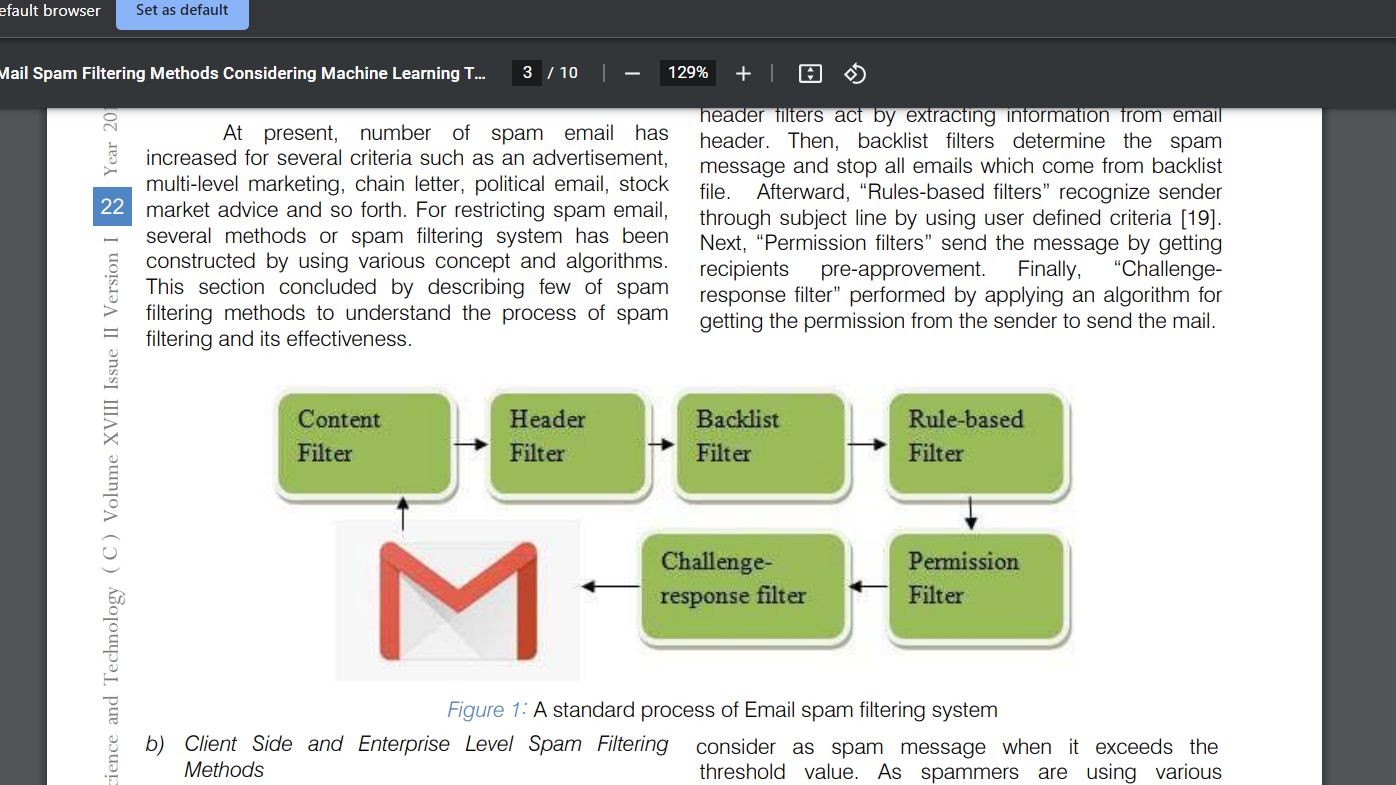 efault browser
Set as default
Mail Spam Filtering Methods Considering Machine Learning T...
3 / 10
129%
Year 201
22
Science and Technology ( C ) Volume XVIII Issue II Version I
At present, number of spam email has
increased for several criteria such as an advertisement,
multi-level marketing, chain letter, political email, stock
market advice and so forth. For restricting spam email,
several methods or spam filtering system has been
constructed by using various concept and algorithms.
This section concluded by describing few of spam
filtering methods to understand the process of spam
filtering and its effectiveness.
header filters act by extracting information from email
header. Then, backlist filters determine the spam
message and stop all emails which come from backlist
file. Afterward, “Rules-based filters” recognize sender
through subject line by using user defined criteria [19].
Next, “Permission filters” send the message by getting
recipients pre-approvement. Finally, “Challenge-
response filter” performed by applying an algorithm for
getting the permission from the sender to send the mail.
Content
Filter
Header
Filter
Backlist
Filter
Rule-based
Filter
Challenge-
response filter
Permission
Filter
Figure 1: A standard process of Email spam filtering system
b) Client Side and Enterprise Level Spam Filtering
Methods
consider as spam message when it exceeds the
threshold value. As spammers are using various